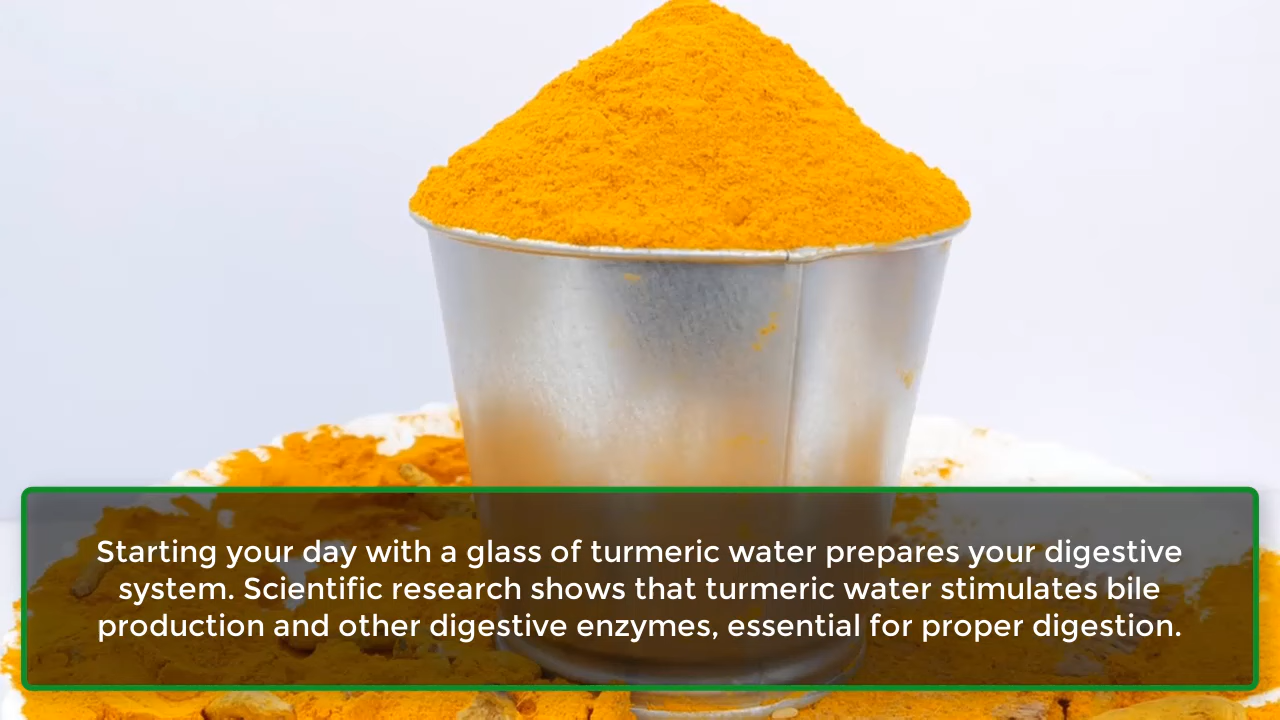 Starting your day with a glass of turmeric water prepares your digestive
system. Scientific research shows that turmeric water stimulates bile
production and other digestive enzymes, essential for proper digestion.